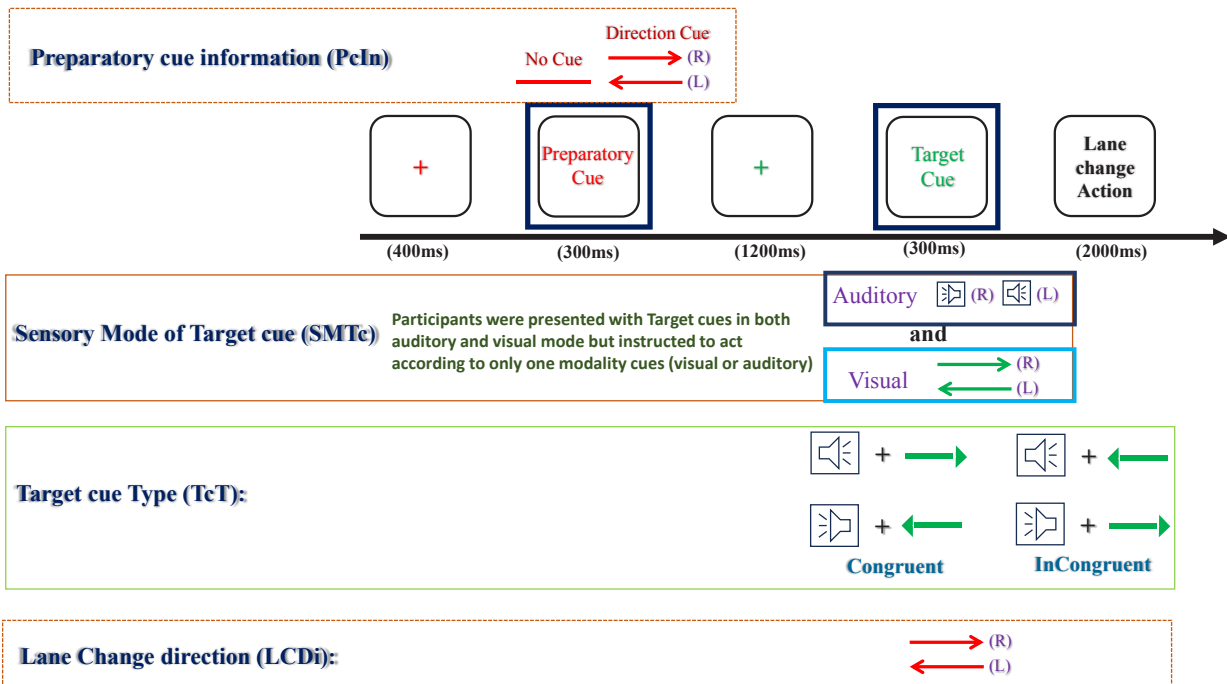 Preparatory cue information (PcIn)
Direction Cue
No Cue
(R)
(L)
+
Preparatory
Cue
+
Target
Cue
Lane
change
Action
(400ms)
(300ms)
(1200ms)
(300ms)
(2000ms)
Sensory Mode of Target cue (SMTc)
Participants were presented with Target cues in both
auditory and visual mode but instructed to act
according to only one modality cues (visual or auditory)
Auditory (R) (L)
and
Visual
(R)
(L)
Target cue Type (TcT):
+ +
+ +
Congruent
InCongruent
Lane Change direction (LCDi):
(R)
(L)